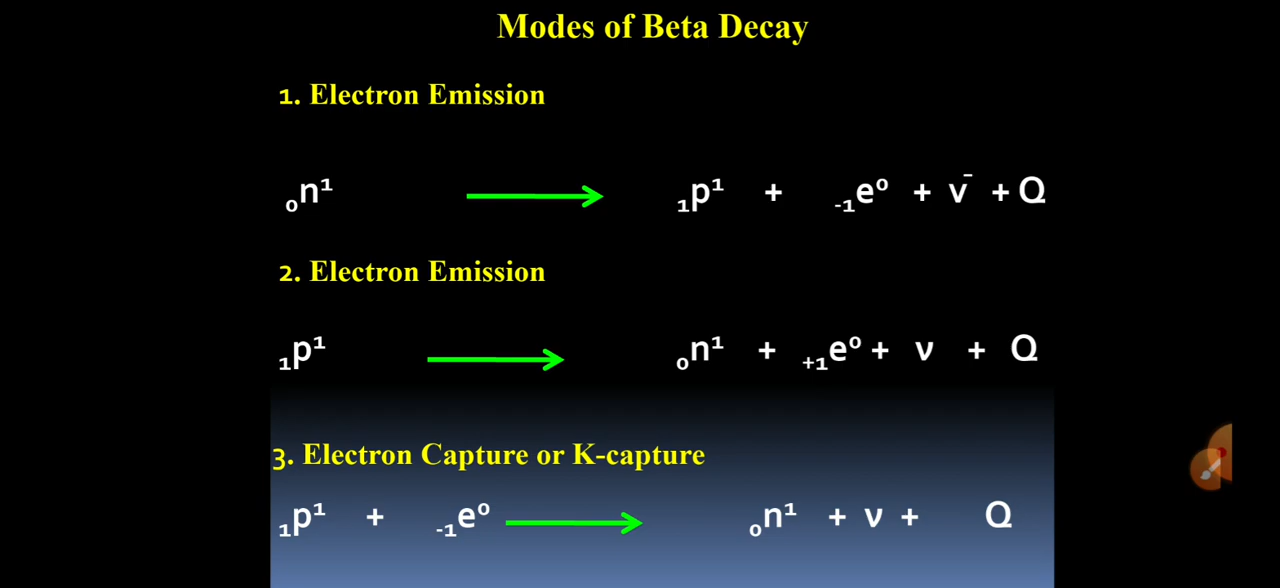 Modes of Beta Decay
1. Electron Emission
₀n¹ → ₁p¹ + ₋₁e⁰ + ν̄ + Q
2. Electron Emission
₁p¹ → ₀n¹ + ₊₁e⁰ + ν + Q
3. Electron Capture or K-capture
₁p¹ + ₋₁e⁰ → ₀n¹ + ν + Q